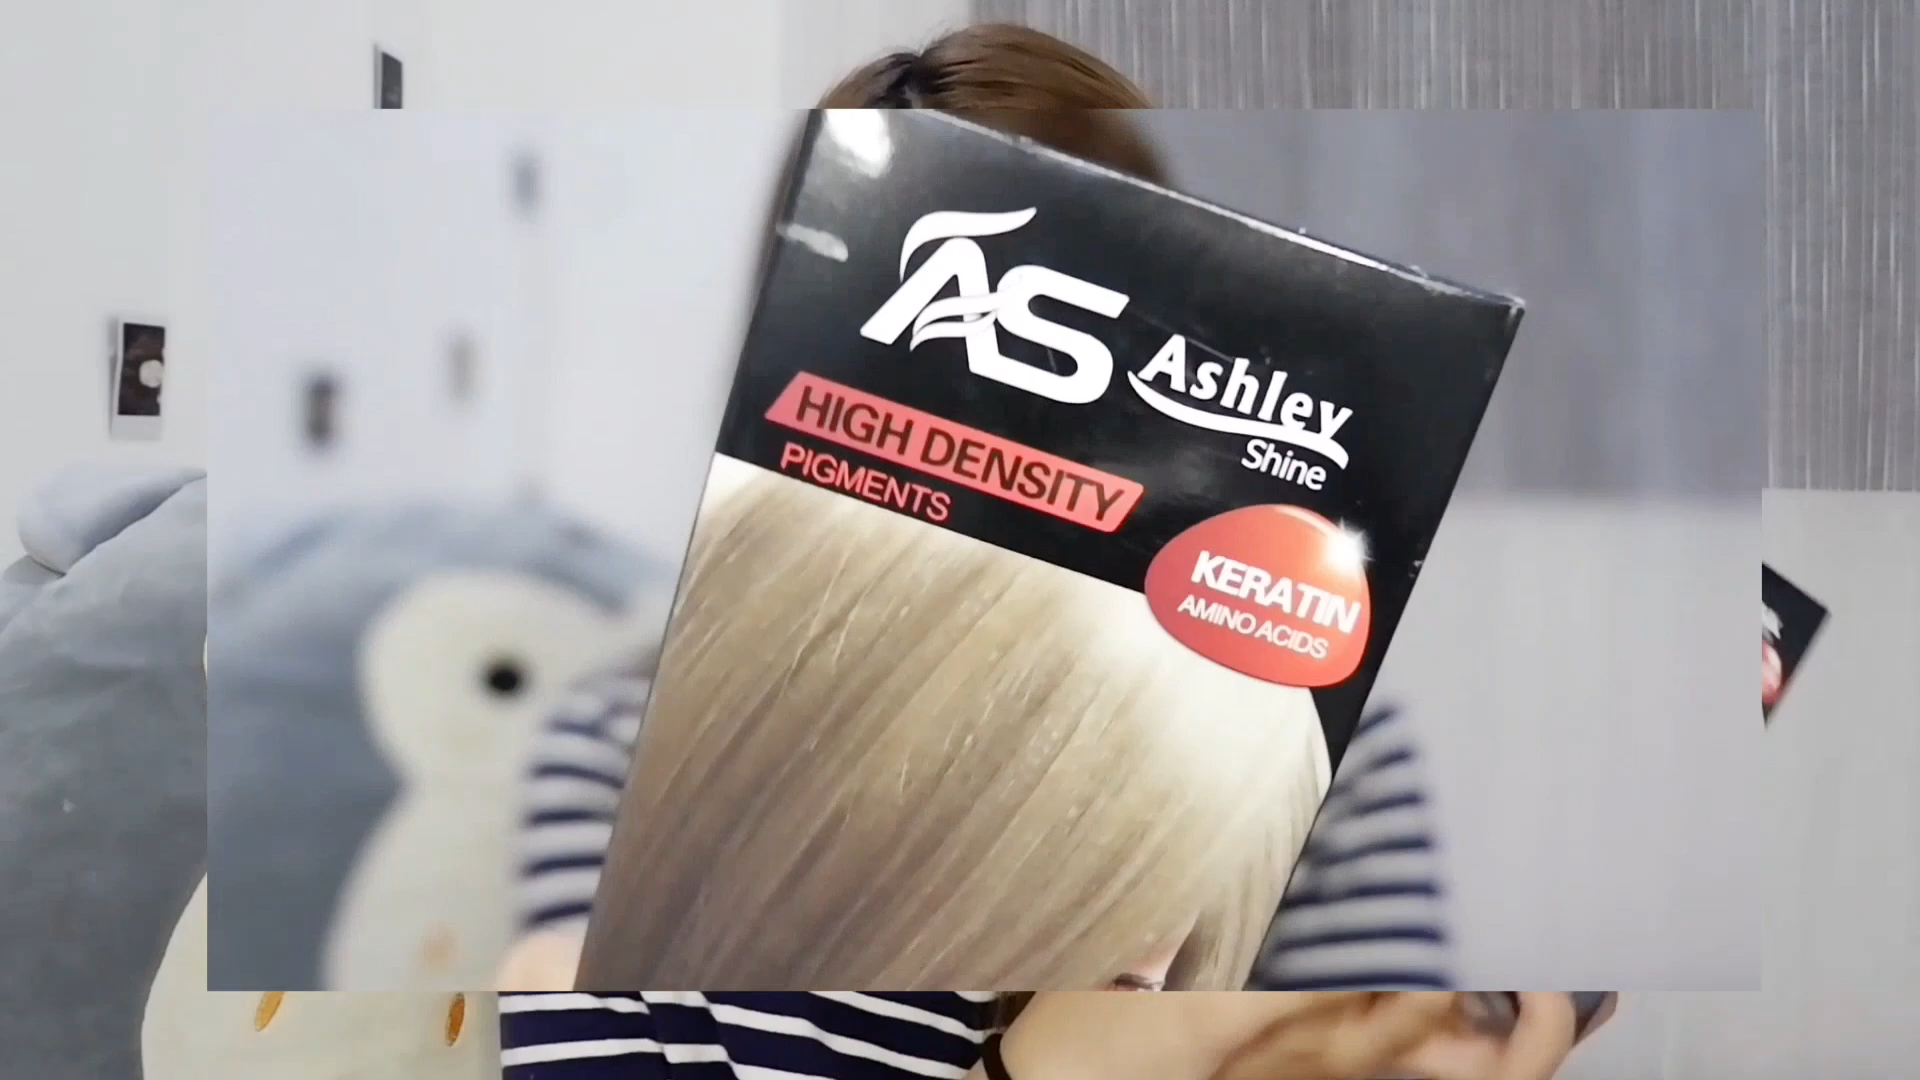 AS
Ashley
Shine
HIGH DENSITY
PIGMENTS
KERATIN
AMINO ACIDS